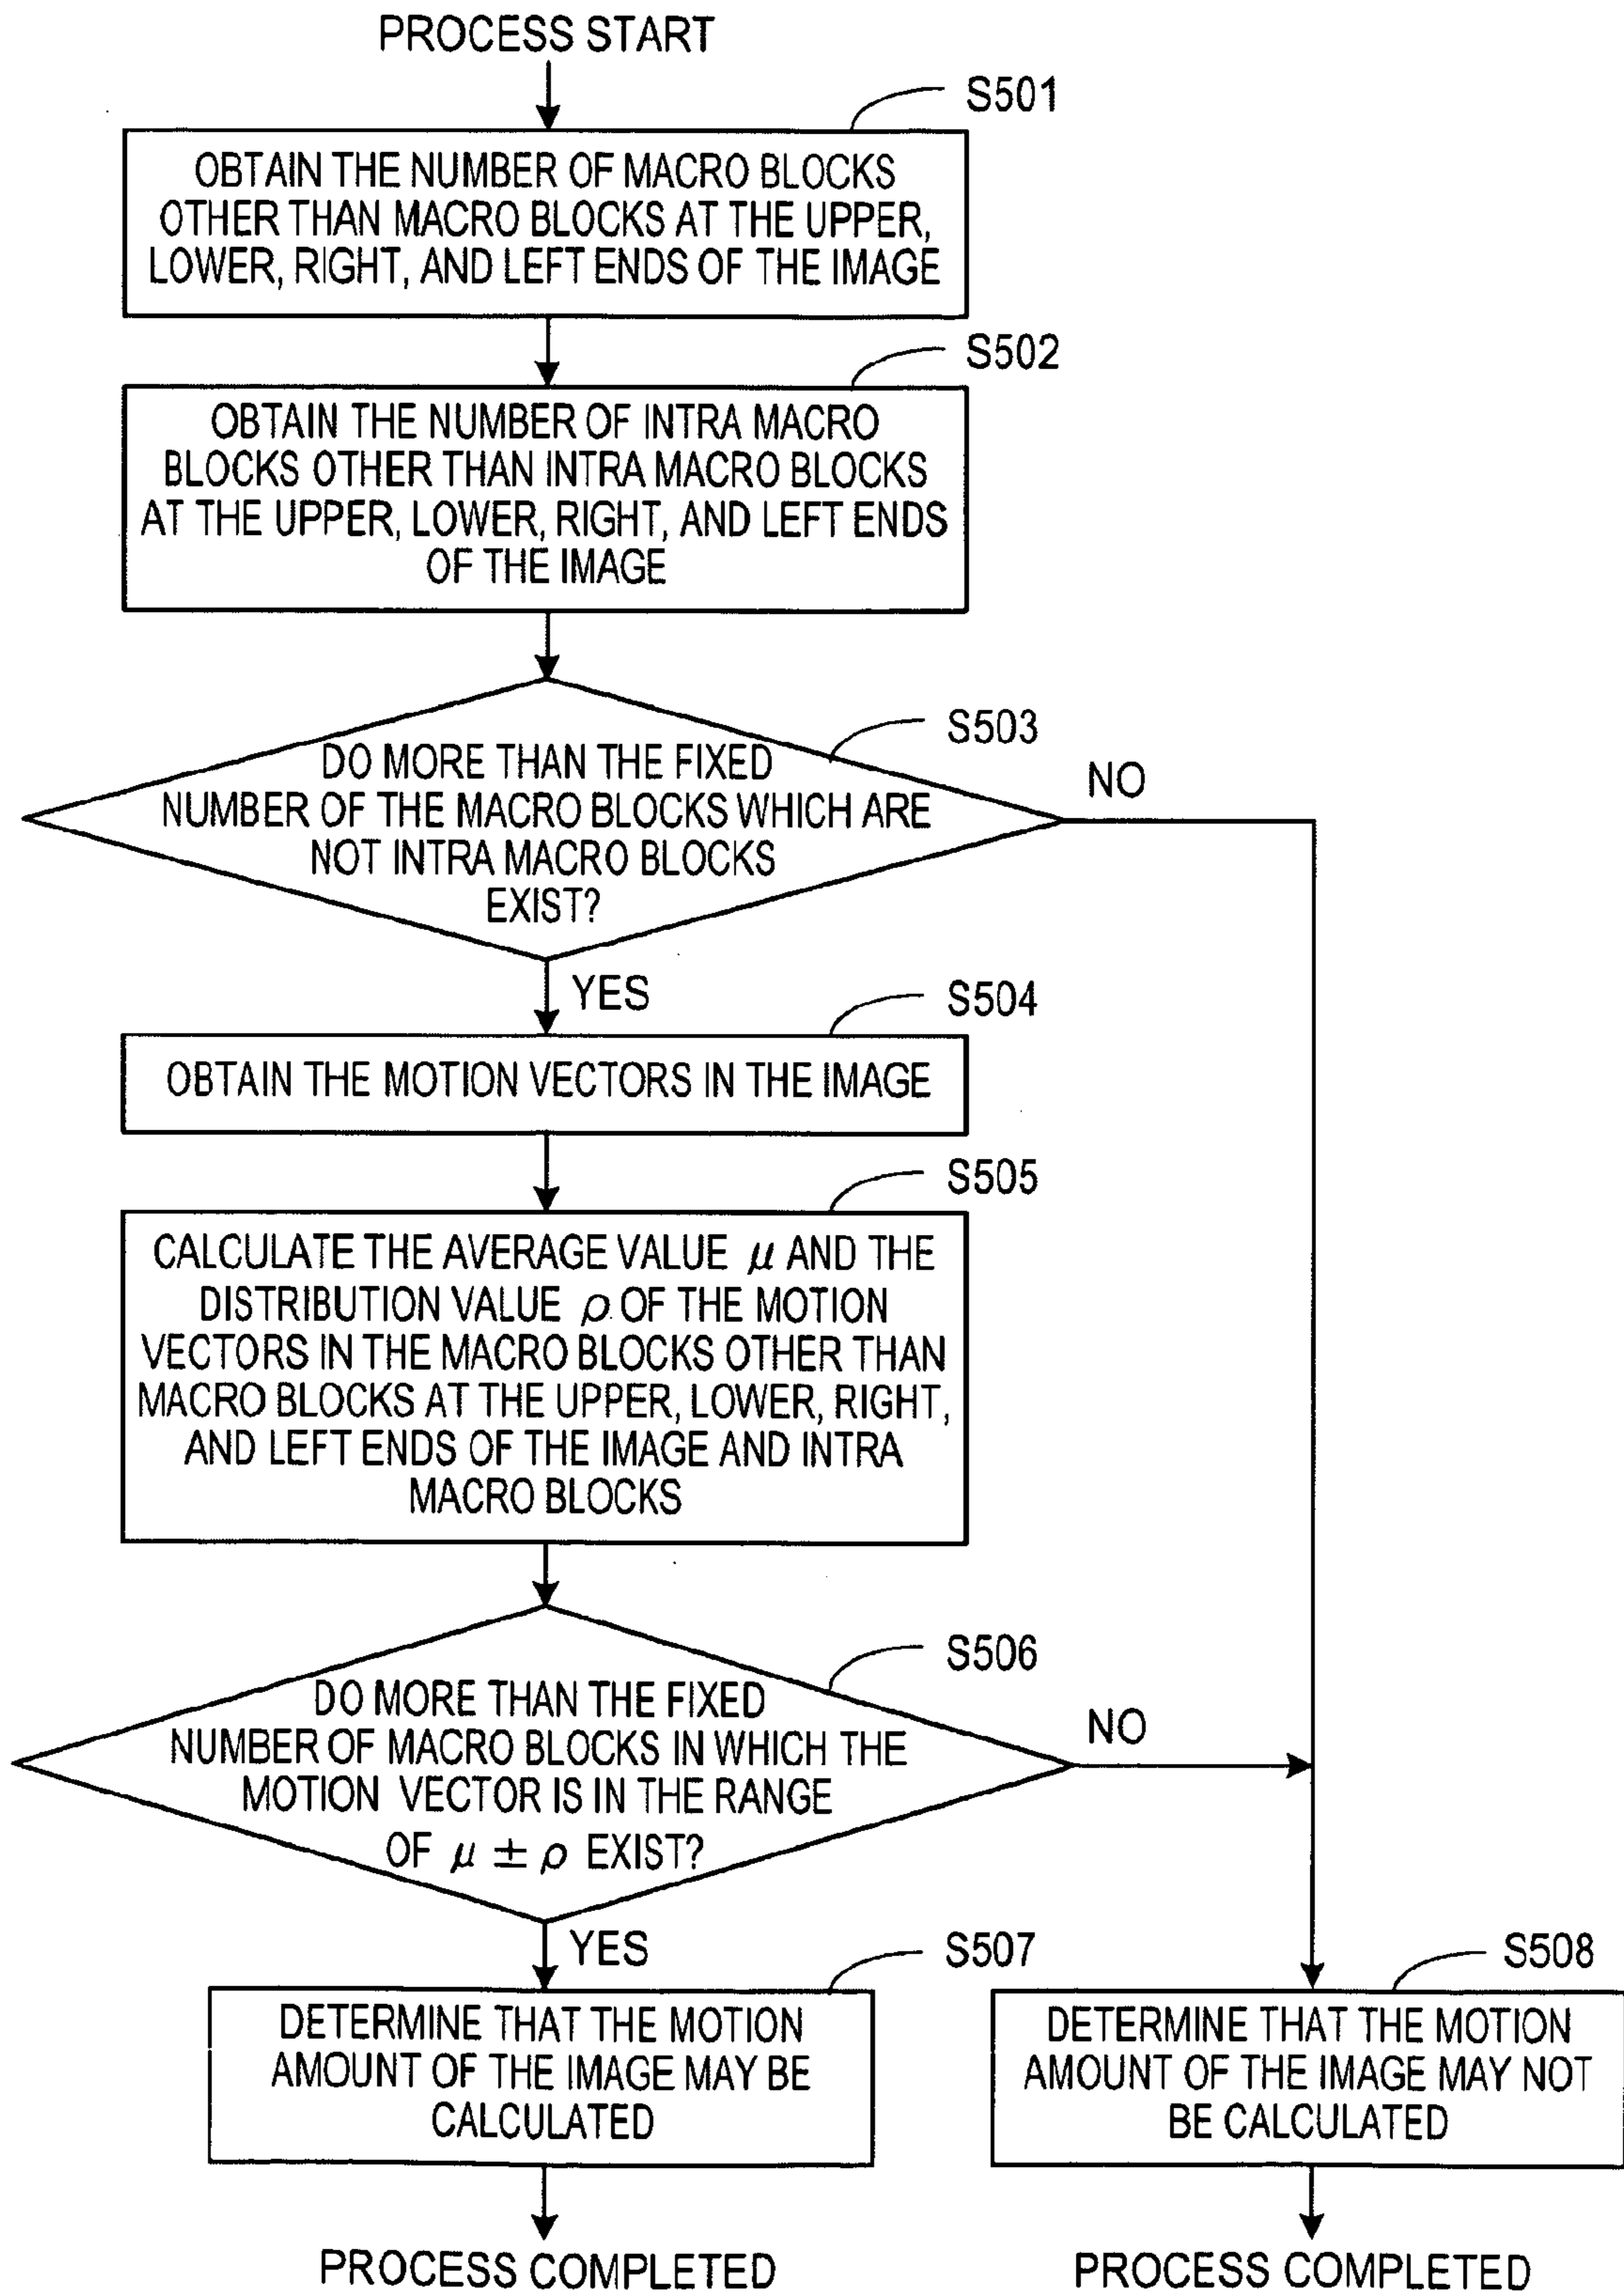 PROCESS START
S501
OBTAIN THE NUMBER OF MACRO BLOCKS
OTHER THAN MACRO BLOCKS AT THE UPPER,
LOWER, RIGHT, AND LEFT ENDS OF THE IMAGE
S502
OBTAIN THE NUMBER OF INTRA MACRO
BLOCKS OTHER THAN INTRA MACRO BLOCKS
AT THE UPPER, LOWER, RIGHT, AND LEFT ENDS
OF THE IMAGE
S503
DO MORE THAN THE FIXED
NUMBER OF THE MACRO BLOCKS WHICH ARE
NOT INTRA MACRO BLOCKS
EXIST?
NO
YES
S504
OBTAIN THE MOTION VECTORS IN THE IMAGE
S505
CALCULATE THE AVERAGE VALUE μ AND THE
DISTRIBUTION VALUE ρ OF THE MOTION
VECTORS IN THE MACRO BLOCKS OTHER THAN
MACRO BLOCKS AT THE UPPER, LOWER, RIGHT,
AND LEFT ENDS OF THE IMAGE AND INTRA
MACRO BLOCKS
S506
DO MORE THAN THE FIXED
NUMBER OF MACRO BLOCKS IN WHICH THE
MOTION VECTOR IS IN THE RANGE
OF μ ± ρ EXIST?
NO
YES
S507
DETERMINE THAT THE MOTION
AMOUNT OF THE IMAGE MAY BE
CALCULATED
S508
DETERMINE THAT THE MOTION
AMOUNT OF THE IMAGE MAY NOT
BE CALCULATED
PROCESS COMPLETED
PROCESS COMPLETED